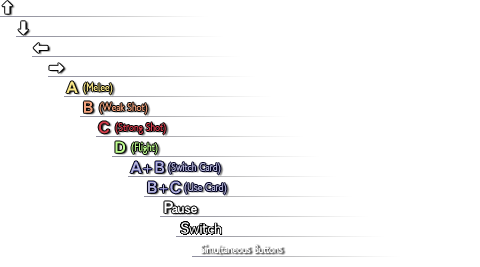 A (Melee)
B (Weak Shot)
C (Strong Shot)
D (Flight)
A+B (Switch Card)
B+C (Use Card)
Pause
Switch
Simultaneous Buttons